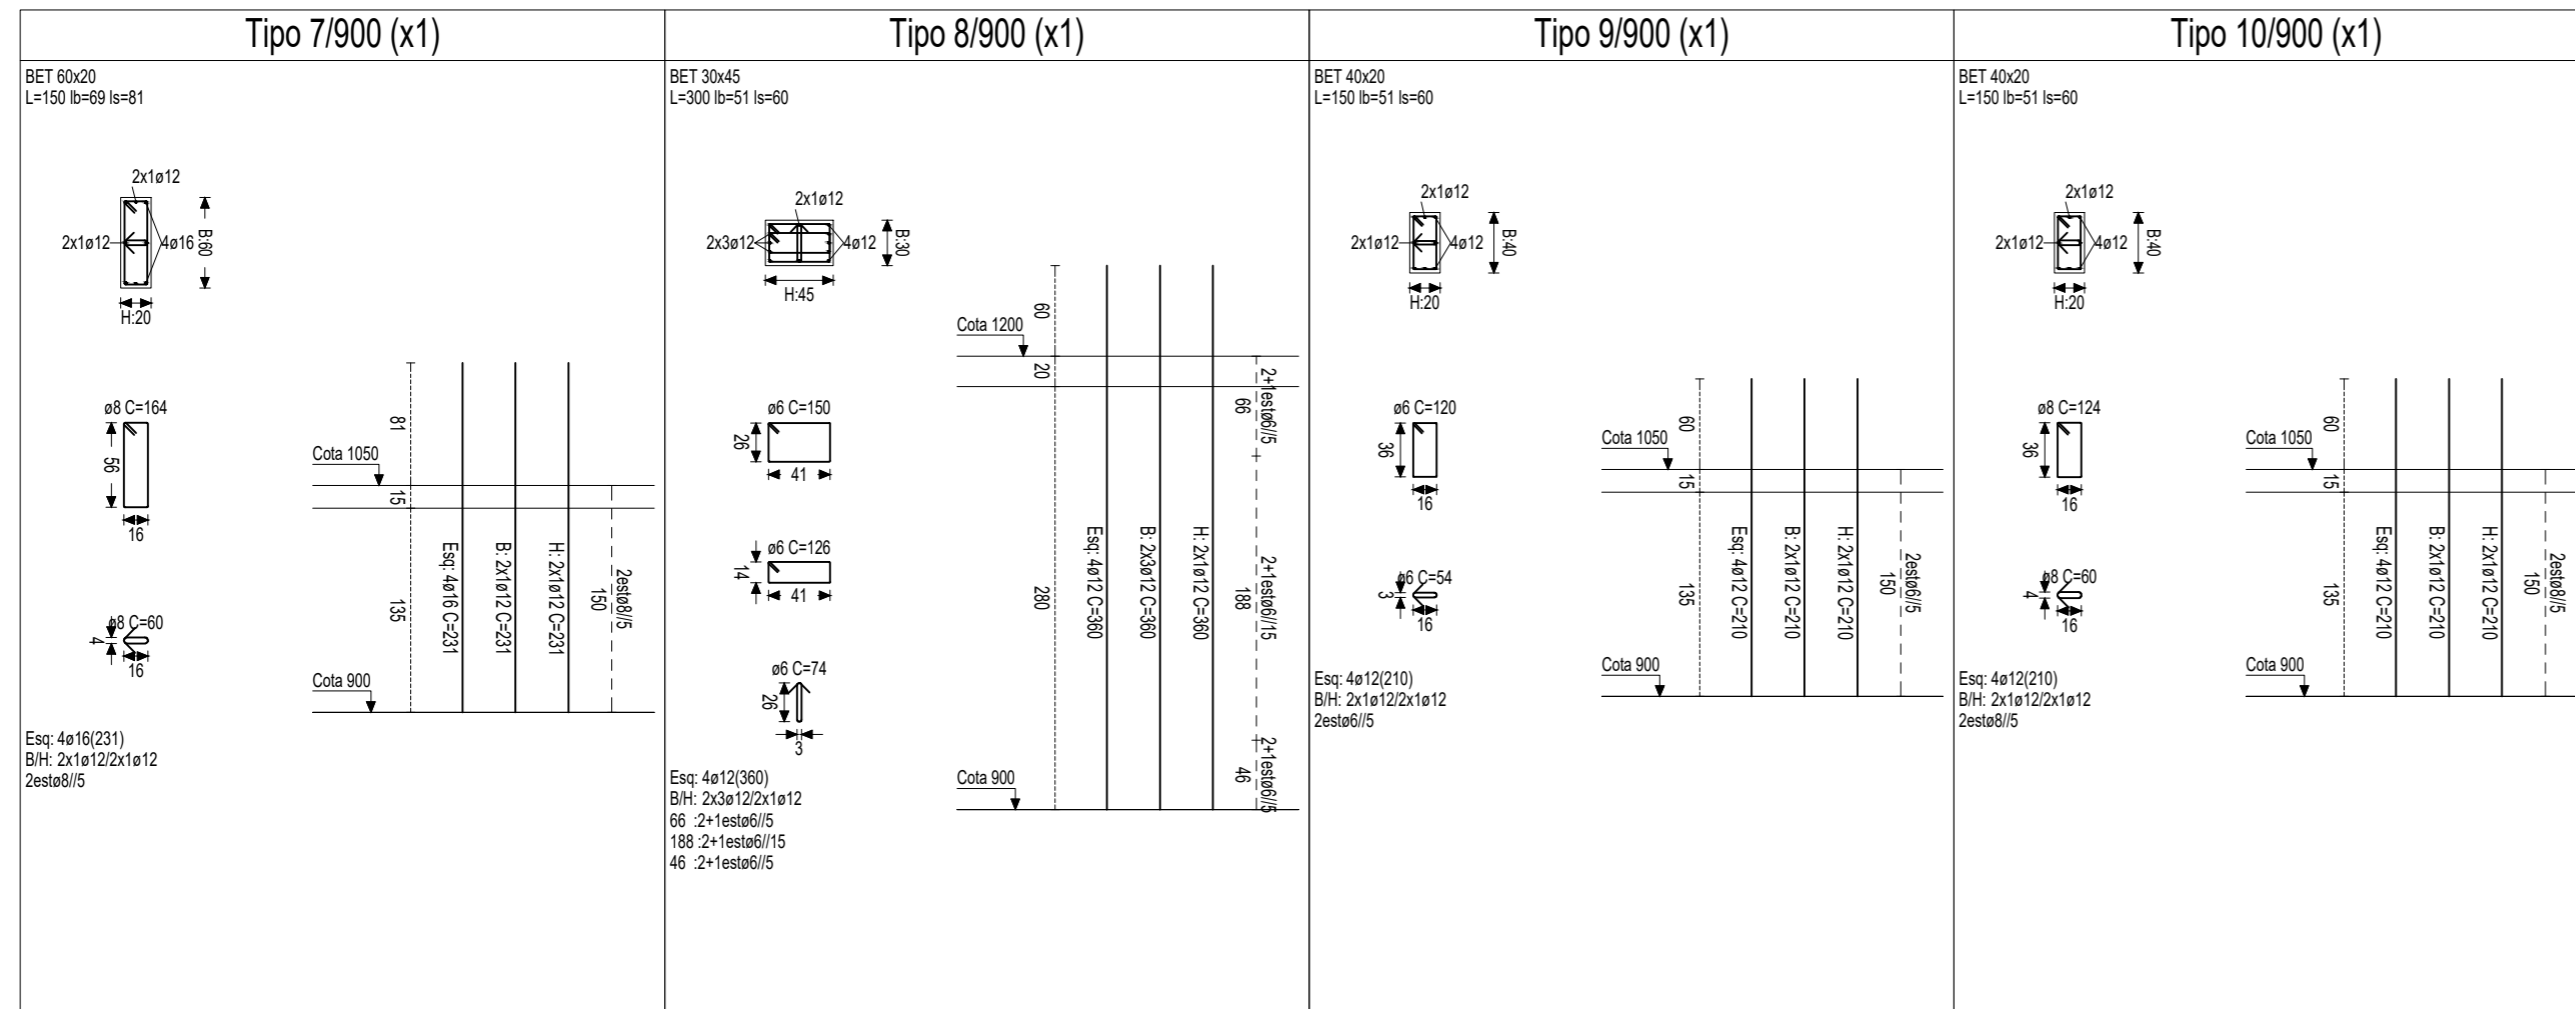 Tipo 7/900 (x1)
BET 60x20
L=150 lb=69 ls=81
2x1ø12
2x1ø12
4ø16
B:60
H:20
ø8 C=164
56
16
ø8 C=60
4
16
Cota 1050
Cota 900
81
15
135
Esq: 4ø16 C=231
B: 2x1ø12 C=231
H: 2x1ø12 C=231
2estø8//5
150
Esq: 4ø16(231)
B/H: 2x1ø12/2x1ø12
2estø8//5
Tipo 8/900 (x1)
BET 30x45
L=300 lb=51 ls=60
2x1ø12
2x3ø12
4ø12
B:30
H:45
ø6 C=150
26
41
ø6 C=126
14
41
ø6 C=74
26
3
Cota 1200
Cota 900
60
20
280
Esq: 4ø12 C=360
B: 2x3ø12 C=360
H: 2x1ø12 C=360
2+1estø6//5
66
2+1estø6//15
188
2+1estø6//5
46
Esq: 4ø12(360)
B/H: 2x3ø12/2x1ø12
66 :2+1estø6//5
188 :2+1estø6//15
46 :2+1estø6//5
Tipo 9/900 (x1)
BET 40x20
L=150 lb=51 ls=60
2x1ø12
2x1ø12
4ø12
B:40
H:20
ø6 C=120
36
16
ø6 C=54
3
16
Cota 1050
Cota 900
60
15
135
Esq: 4ø12 C=210
B: 2x1ø12 C=210
H: 2x1ø12 C=210
2estø6//5
150
Esq: 4ø12(210)
B/H: 2x1ø12/2x1ø12
2estø6//5
Tipo 10/900 (x1)
BET 40x20
L=150 lb=51 ls=60
2x1ø12
2x1ø12
4ø12
B:40
H:20
ø8 C=124
36
16
ø8 C=60
4
16
Cota 1050
Cota 900
60
15
135
Esq: 4ø12 C=210
B: 2x1ø12 C=210
H: 2x1ø12 C=210
2estø8//5
150
Esq: 4ø12(210)
B/H: 2x1ø12/2x1ø12
2estø8//5